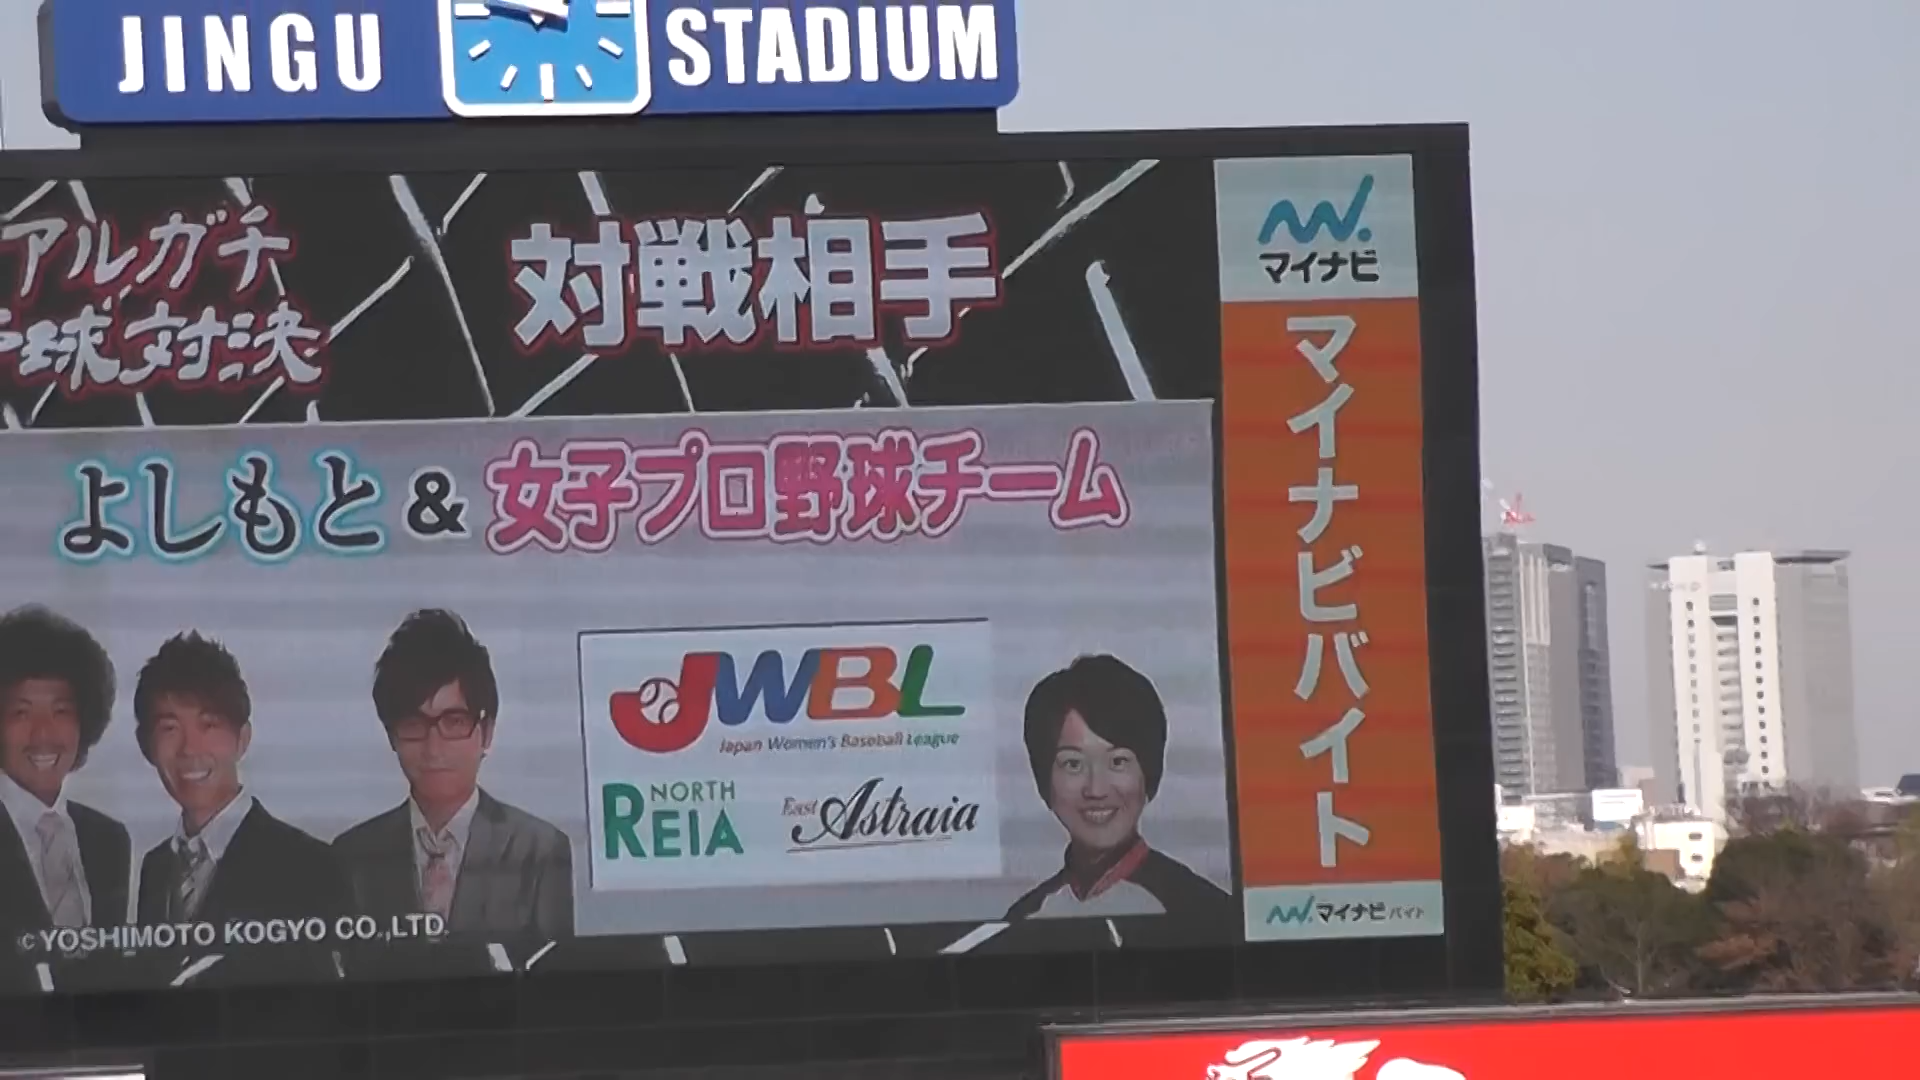 JINGU STADIUM
アルガチ
球対決
対戦相手
よしもと & 女子プロ野球チーム
JWBL
Japan Women's Baseball League
NORTH
REIA
East Astraia
©YOSHIMOTO KOGYO CO.,LTD.
マイナビ
マイナビバイト
マイナビバイト